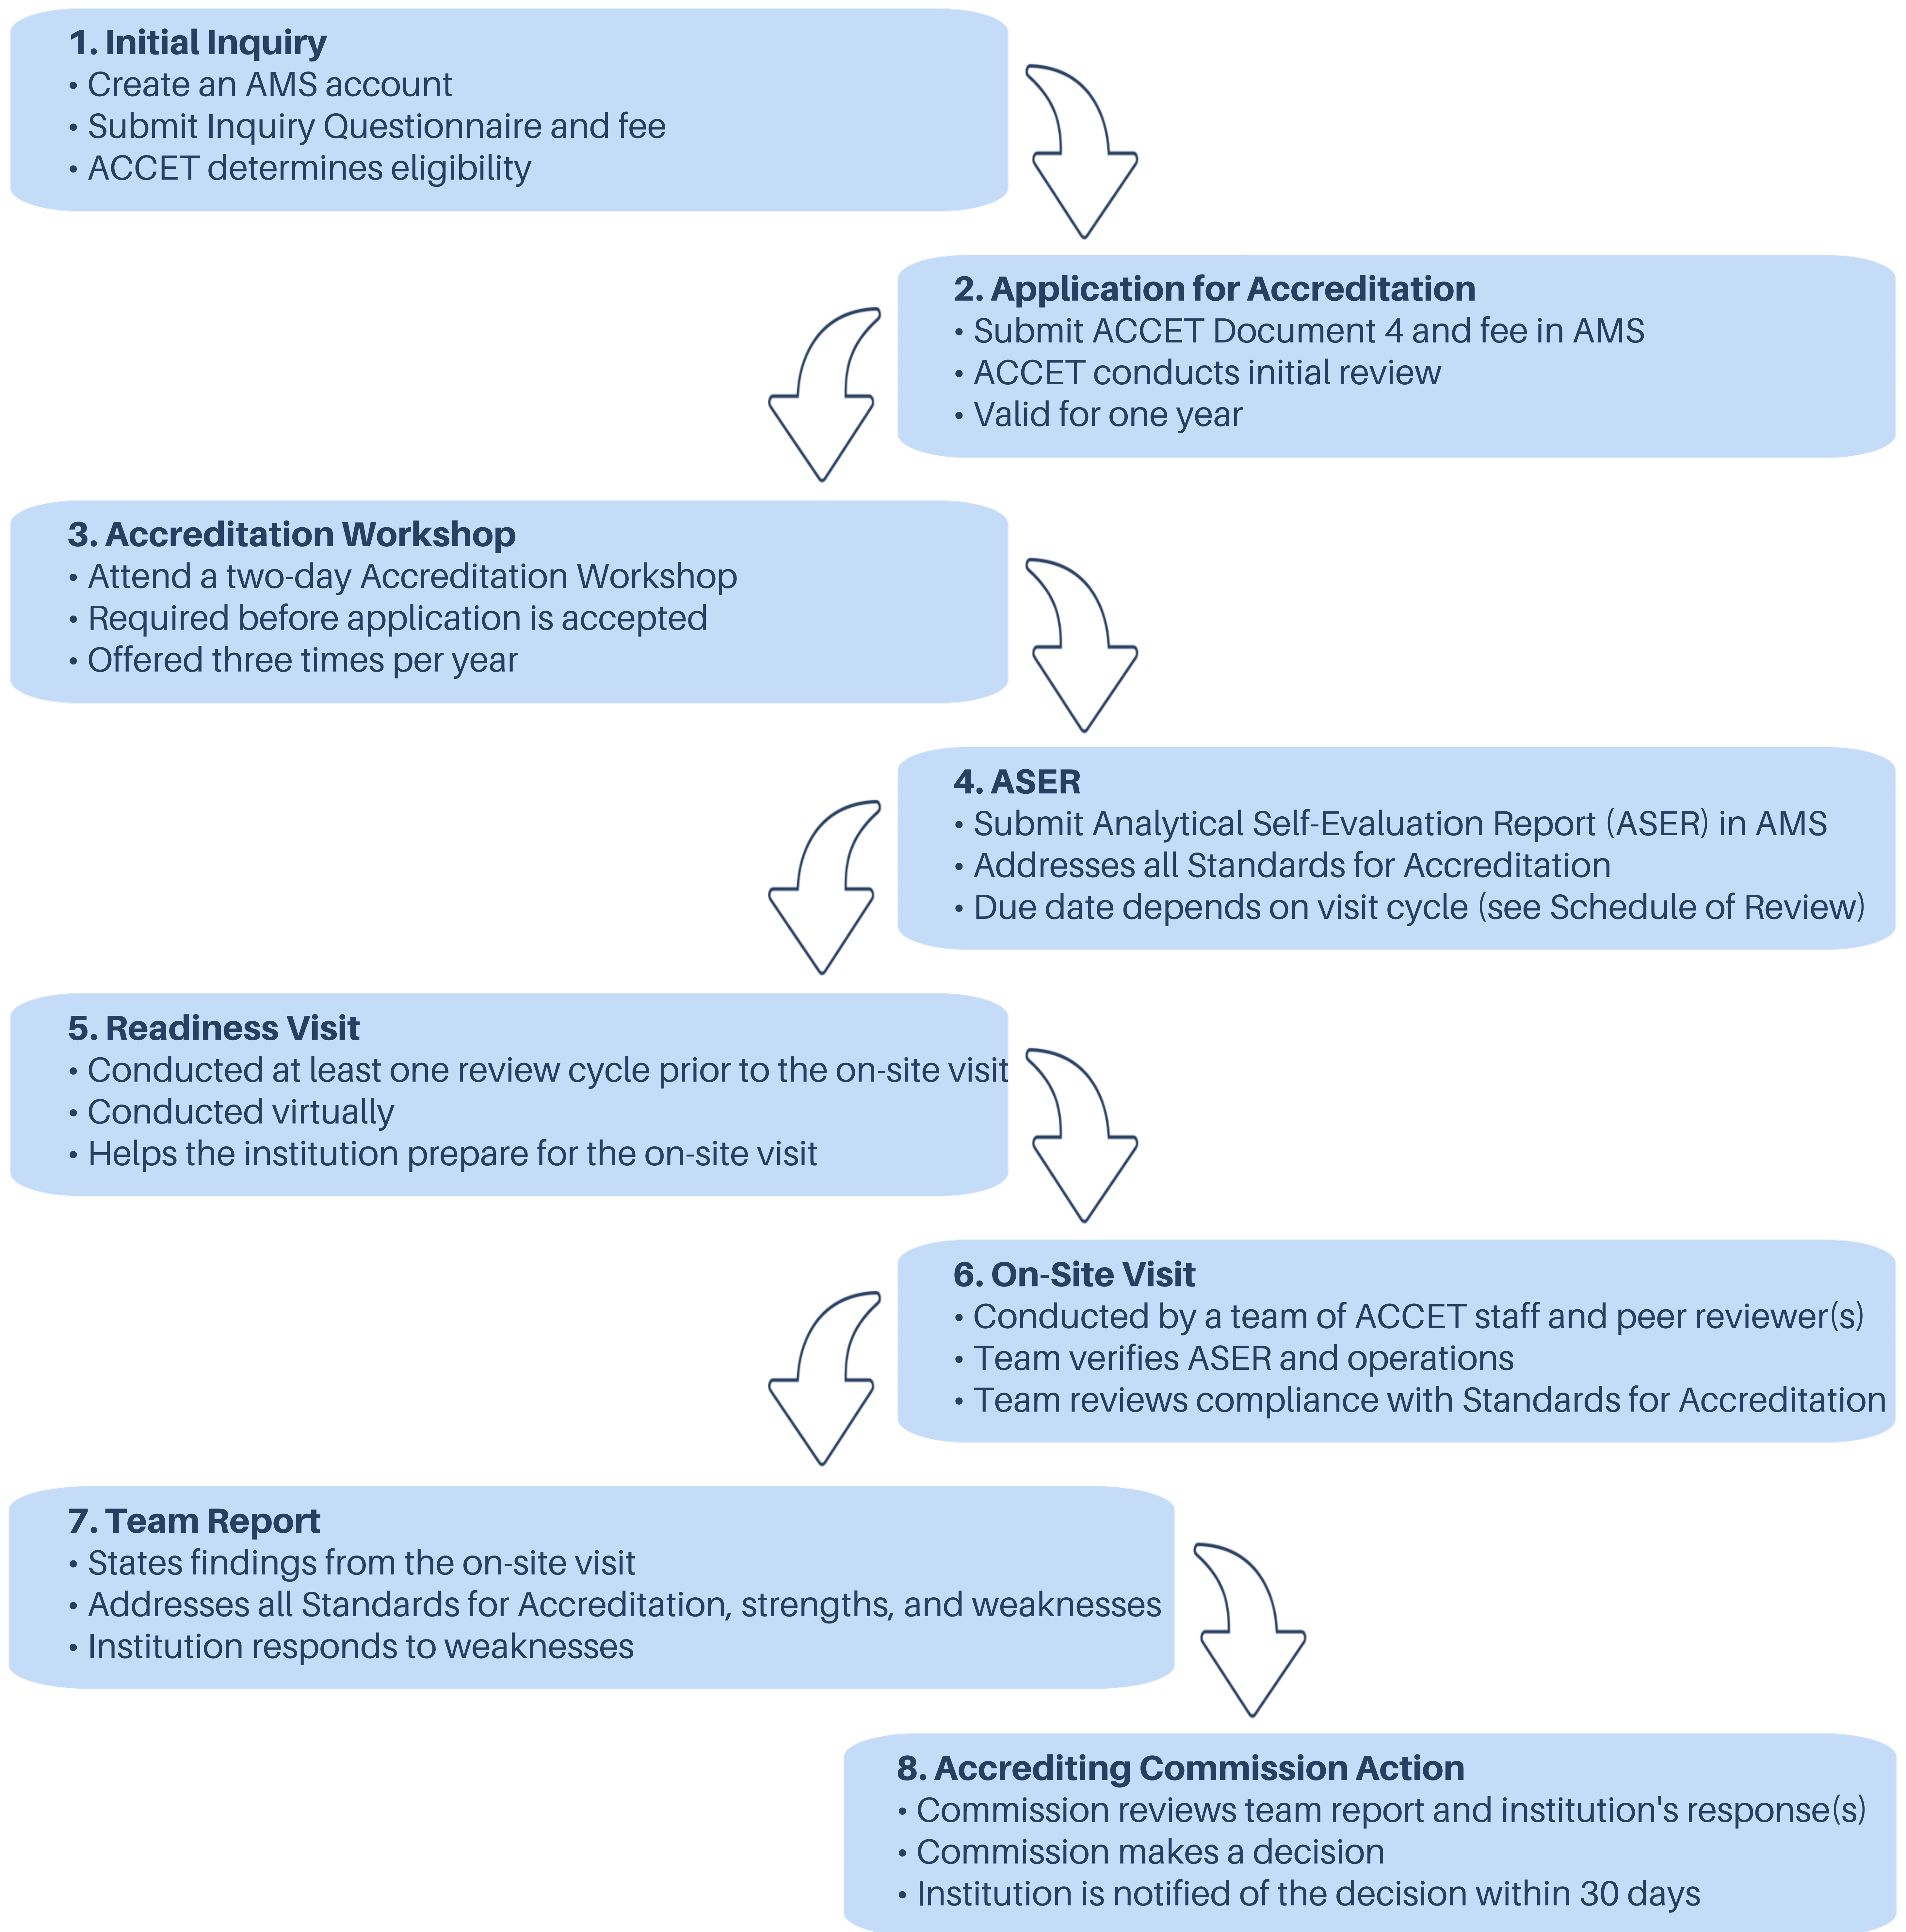 1. Initial Inquiry
• Create an AMS account
• Submit Inquiry Questionnaire and fee
• ACCET determines eligibility
2. Application for Accreditation
• Submit ACCET Document 4 and fee in AMS
• ACCET conducts initial review
• Valid for one year
3. Accreditation Workshop
• Attend a two-day Accreditation Workshop
• Required before application is accepted
• Offered three times per year
4. ASER
• Submit Analytical Self-Evaluation Report (ASER) in AMS
• Addresses all Standards for Accreditation
• Due date depends on visit cycle (see Schedule of Review)
5. Readiness Visit
• Conducted at least one review cycle prior to the on-site visit
• Conducted virtually
• Helps the institution prepare for the on-site visit
6. On-Site Visit
• Conducted by a team of ACCET staff and peer reviewer(s)
• Team verifies ASER and operations
• Team reviews compliance with Standards for Accreditation
7. Team Report
• States findings from the on-site visit
• Addresses all Standards for Accreditation, strengths, and weaknesses
• Institution responds to weaknesses
8. Accrediting Commission Action
• Commission reviews team report and institution's response(s)
• Commission makes a decision
• Institution is notified of the decision within 30 days